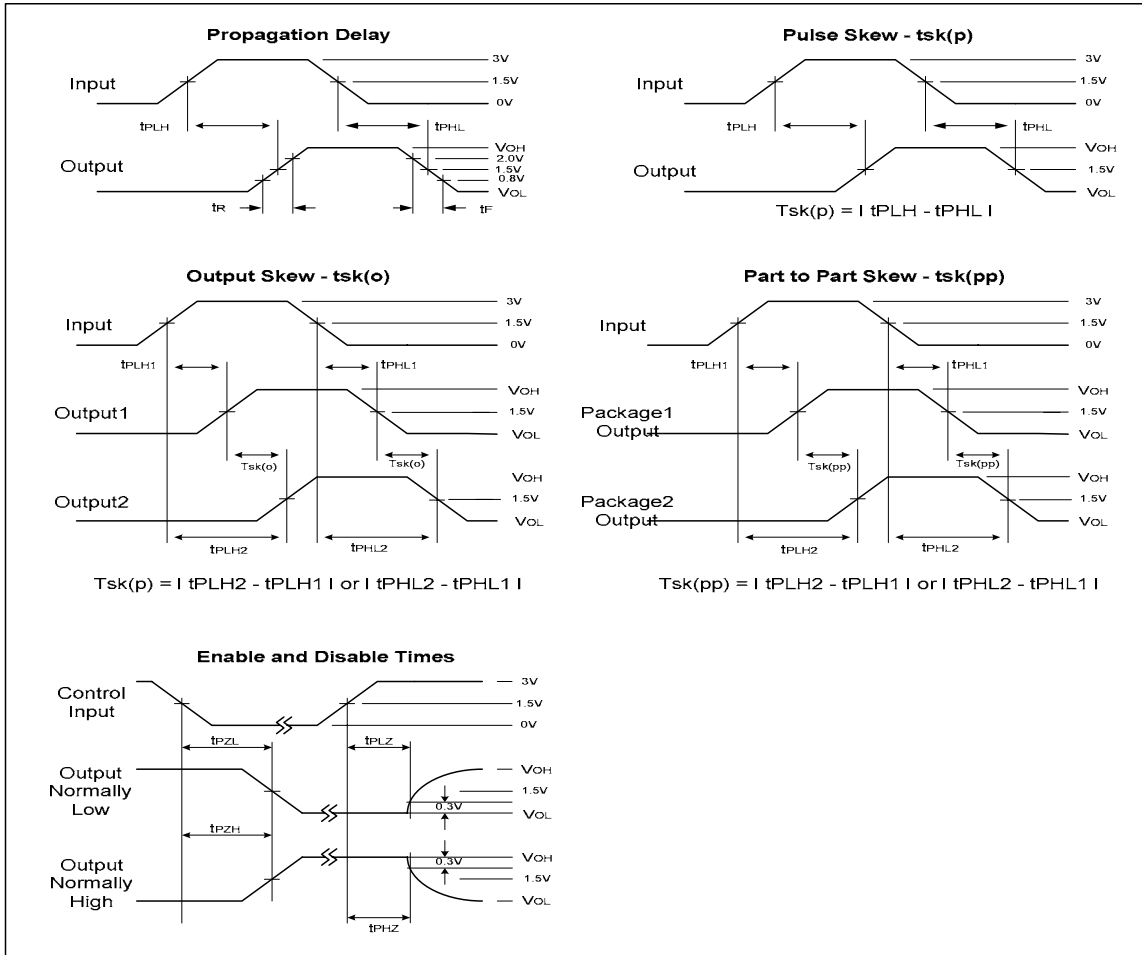 Propagation Delay
Input
3V
1.5V
0V
tPLH
tPHL
Output
VOH
2.0V
1.5V
0.8V
VOL
tR
tF
Pulse Skew - tsk(p)
Input
3V
1.5V
0V
tPLH
tPHL
Output
VOH
1.5V
VOL
Tsk(p) = I tPLH - tPHL I
Output Skew - tsk(o)
Input
3V
1.5V
0V
tPLH1
tPHL1
Output1
VOH
1.5V
VOL
Tsk(o)
Tsk(o)
Output2
VOH
1.5V
VOL
tPLH2
tPHL2
Tsk(p) = I tPLH2 - tPLH1 I or I tPHL2 - tPHL1 I
Part to Part Skew - tsk(pp)
Input
3V
1.5V
0V
tPLH1
tPHL1
Package1
Output
VOH
1.5V
VOL
Tsk(pp)
Tsk(pp)
Package2
Output
VOH
1.5V
VOL
tPLH2
tPHL2
Tsk(pp) = I tPLH2 - tPLH1 I or I tPHL2 - tPHL1 I
Enable and Disable Times
Control
Input
3V
1.5V
0V
tPZL
tPLZ
Output
Normally
Low
VOH
1.5V
0.3V
VOL
tPZH
Output
Normally
High
VOH
0.3V
1.5V
VOL
tPHZ